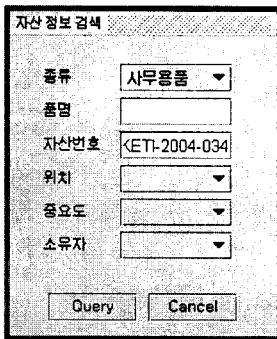 자산 정보 검색
종류 사무용품
품명
자산번호 KETI-2004-034
위치
중요도
소유자
Query Cancel